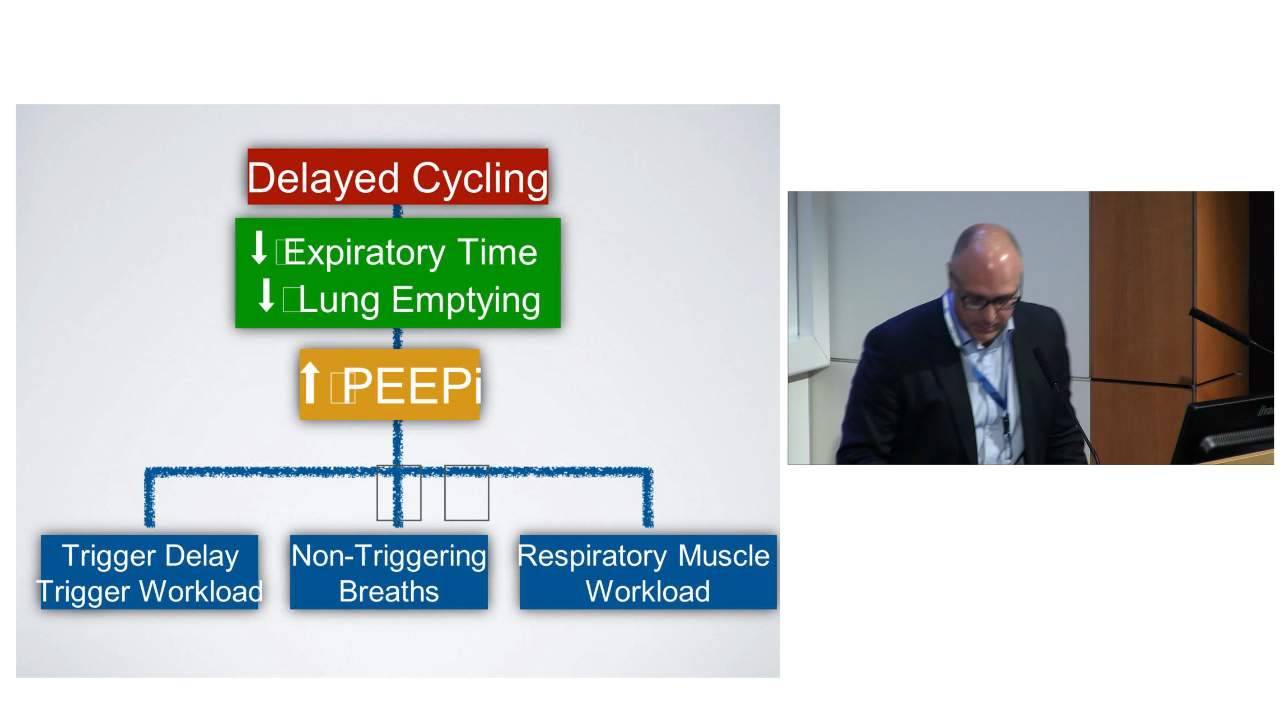 Delayed Cycling
⬇ Expiratory Time
⬇ Lung Emptying
⬆ PEEPi
Trigger Delay
Trigger Workload
Non-Triggering
Breaths
Respiratory Muscle
Workload